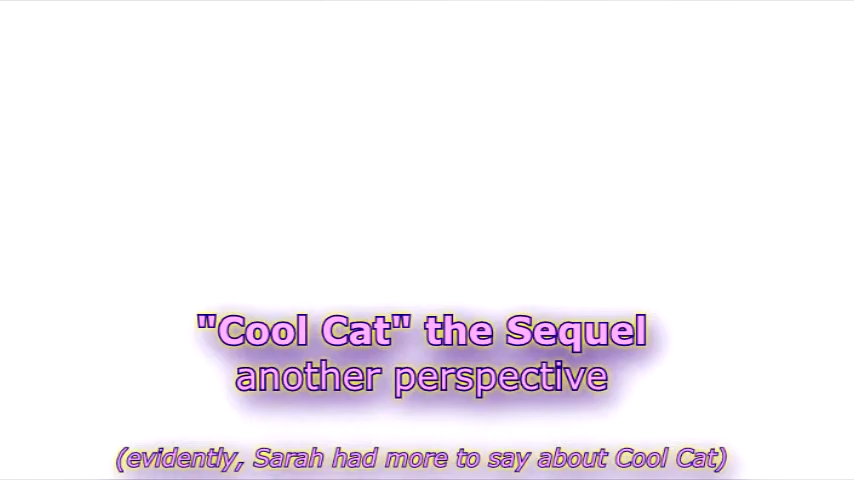 "Cool Cat" the Sequel
another perspective
(evidently, Sarah had more to say about Cool Cat)